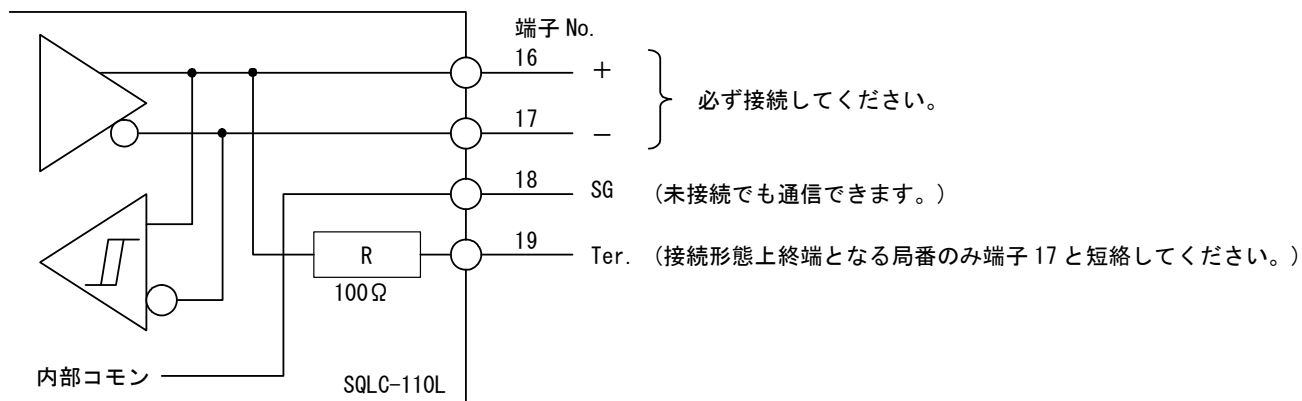 端子 No.
16 +
必ず接続してください。
17 −
18 SG (未接続でも通信できます。)
19 Ter. (接続形態上終端となる局番のみ端子 17 と短絡してください。)
R
100Ω
内部コモン
SQLC-110L